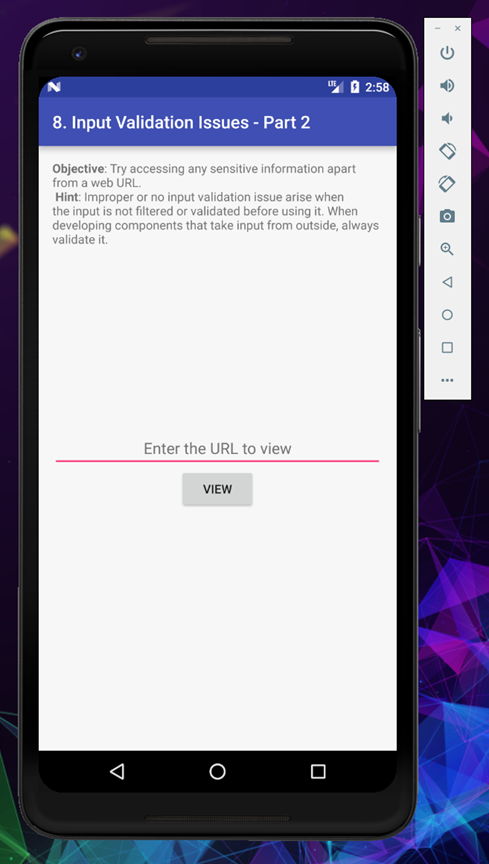 LTE 2:58
8. Input Validation Issues - Part 2
Objective: Try accessing any sensitive information apart
from a web URL.
Hint: Improper or no input validation issue arise when
the input is not filtered or validated before using it. When
developing components that take input from outside, always
validate it.
Enter the URL to view
VIEW